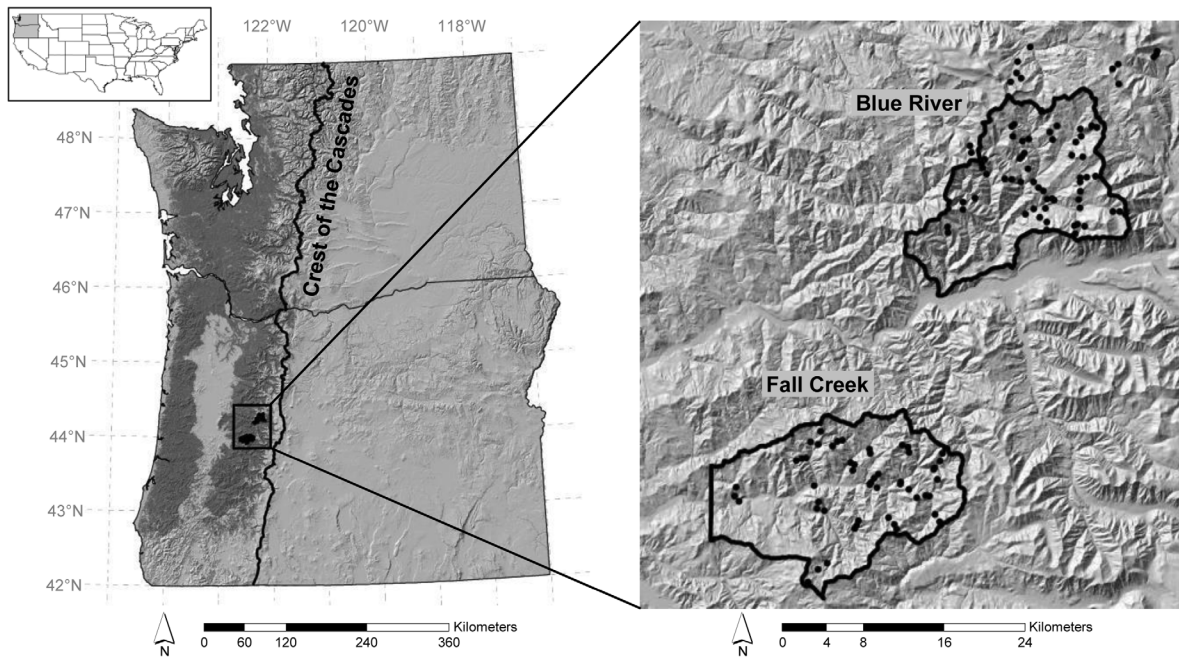 122°W 120°W 118°W
48°N
47°N
46°N
45°N
44°N
43°N
42°N
Crest of the Cascades
N
0 60 120 240 360 Kilometers
Blue River
Fall Creek
N
0 4 8 16 24 Kilometers